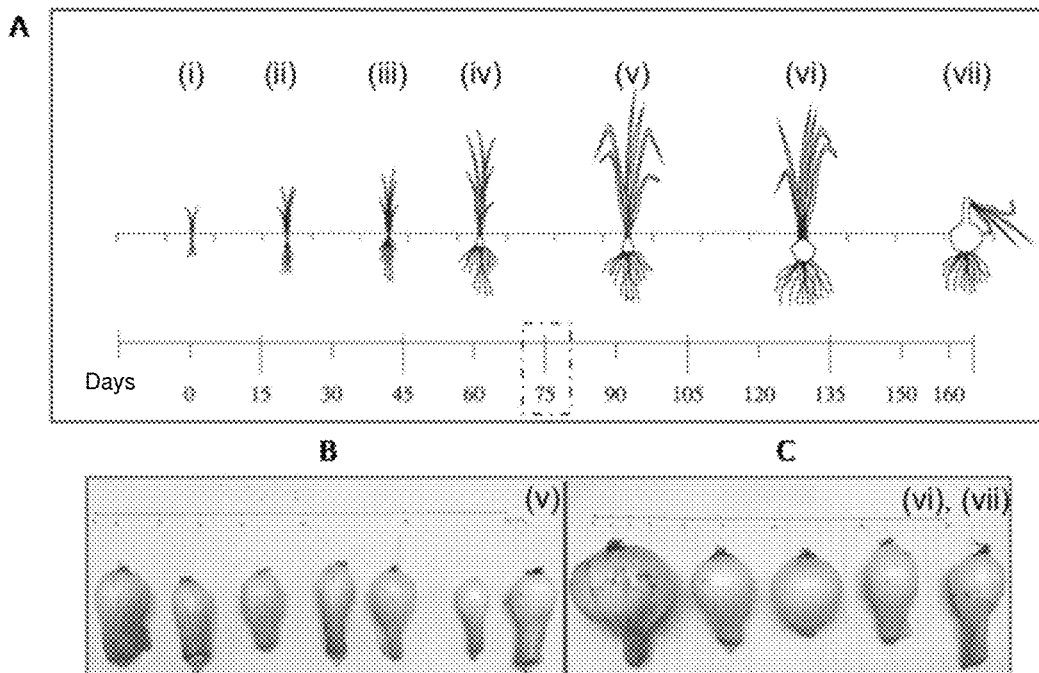 A
(i) (ii) (iii) (iv) (v) (vi) (vii)
Days 0 15 30 45 60 75 90 105 120 135 150 160
B C
(v) (vi), (vii)